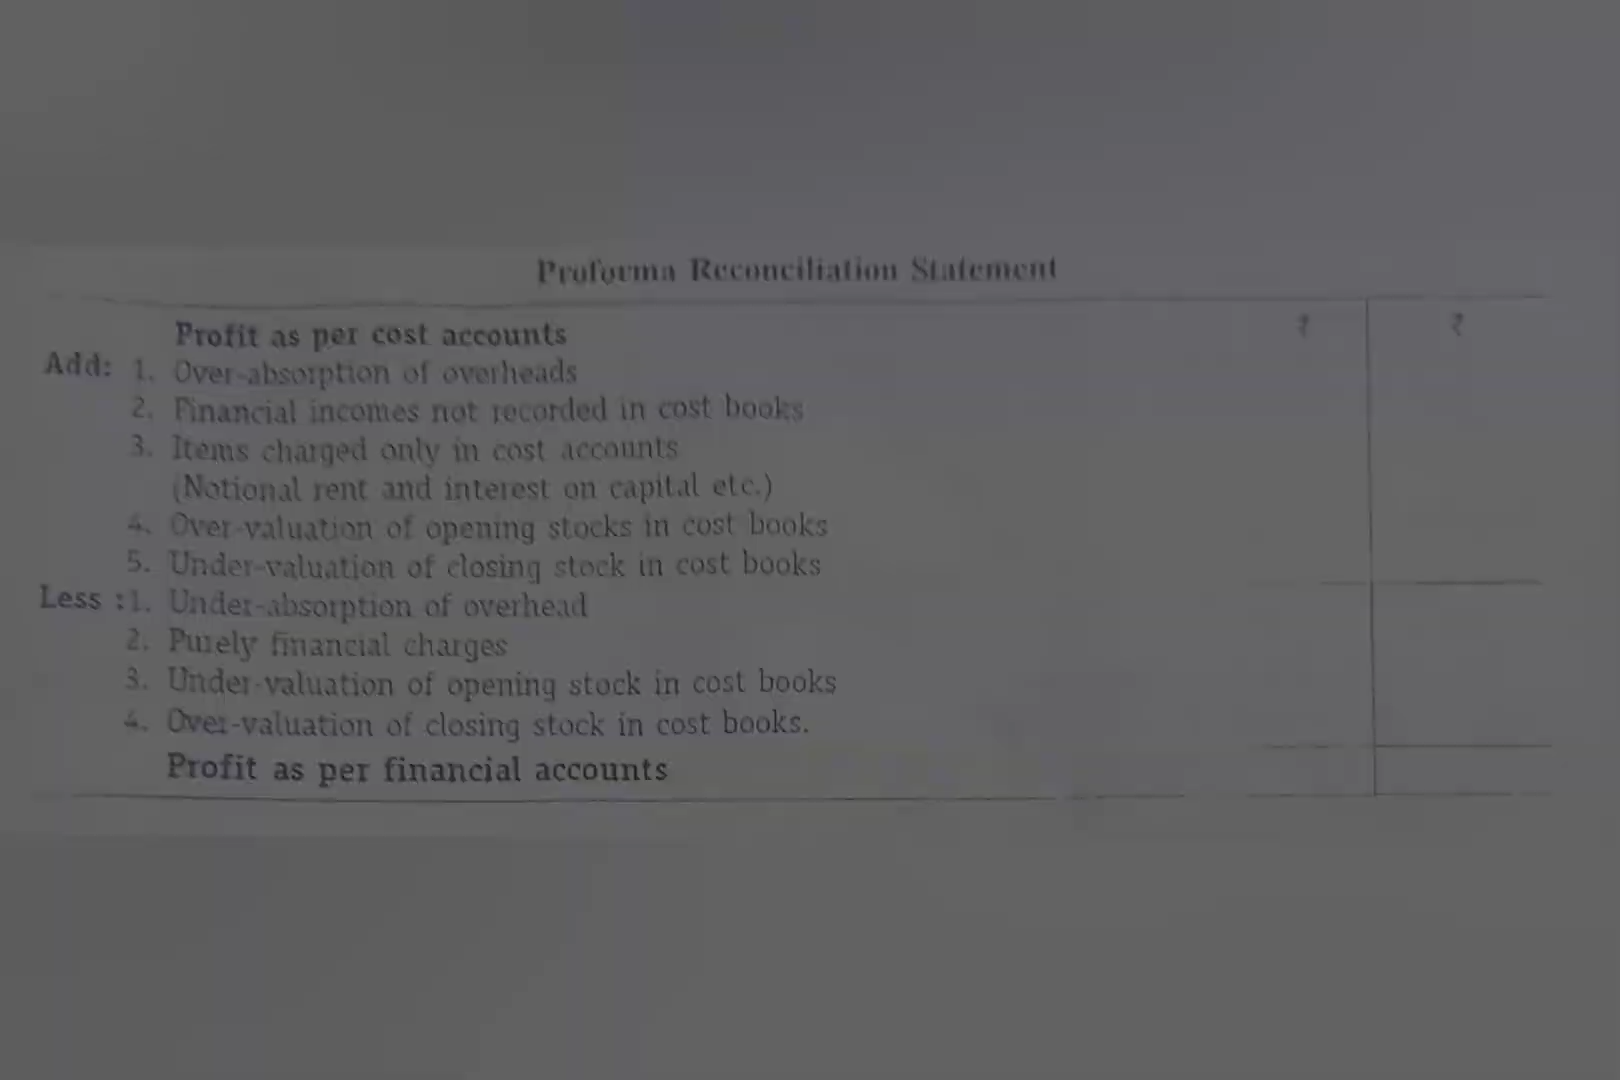 Proforma Reconciliation Statement
₹ ₹
Profit as per cost accounts
Add: 1. Over-absorption of overheads
2. Financial incomes not recorded in cost books
3. Items charged only in cost accounts
(Notional rent and interest on capital etc.)
4. Over-valuation of opening stocks in cost books
5. Under-valuation of closing stock in cost books
Less : 1. Under-absorption of overhead
2. Purely financial charges
3. Under-valuation of opening stock in cost books
4. Over-valuation of closing stock in cost books.
Profit as per financial accounts